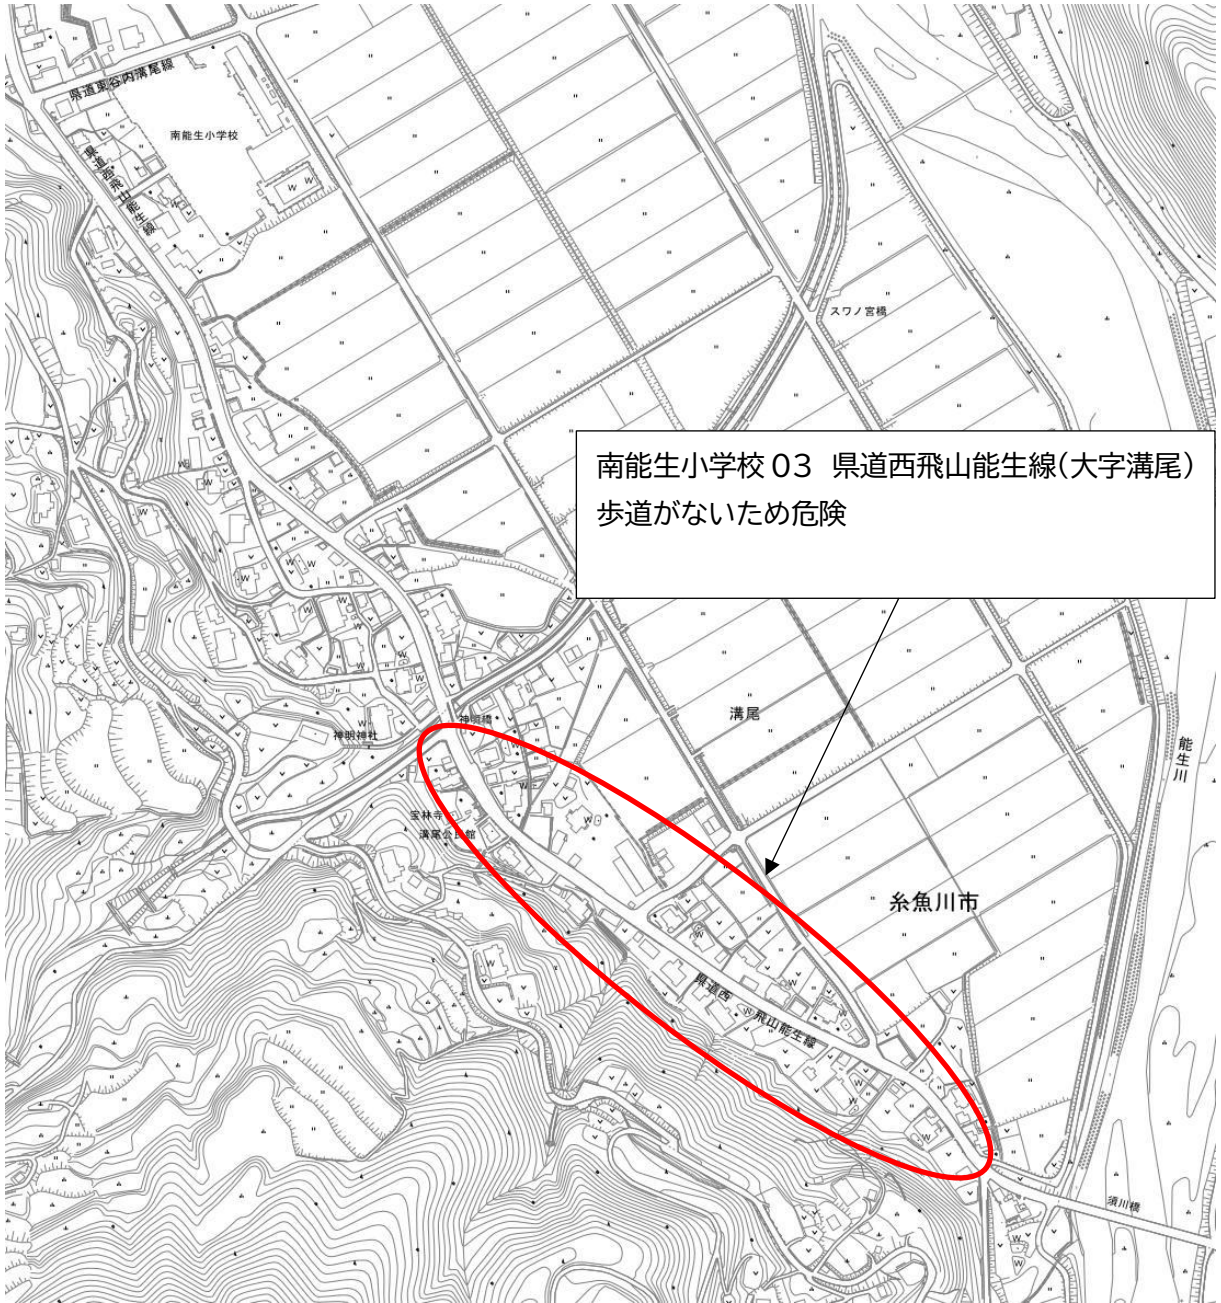 県道東谷内溝尾線
南能生小学校
県道西飛山能生線
スワノ宮橋
南能生小学校03 県道西飛山能生線(大字溝尾)
歩道がないため危険
溝尾
神明橋
神明神社
能生川
宝林寺
溝尾公民館
糸魚川市
県道西飛山能生線
須川橋